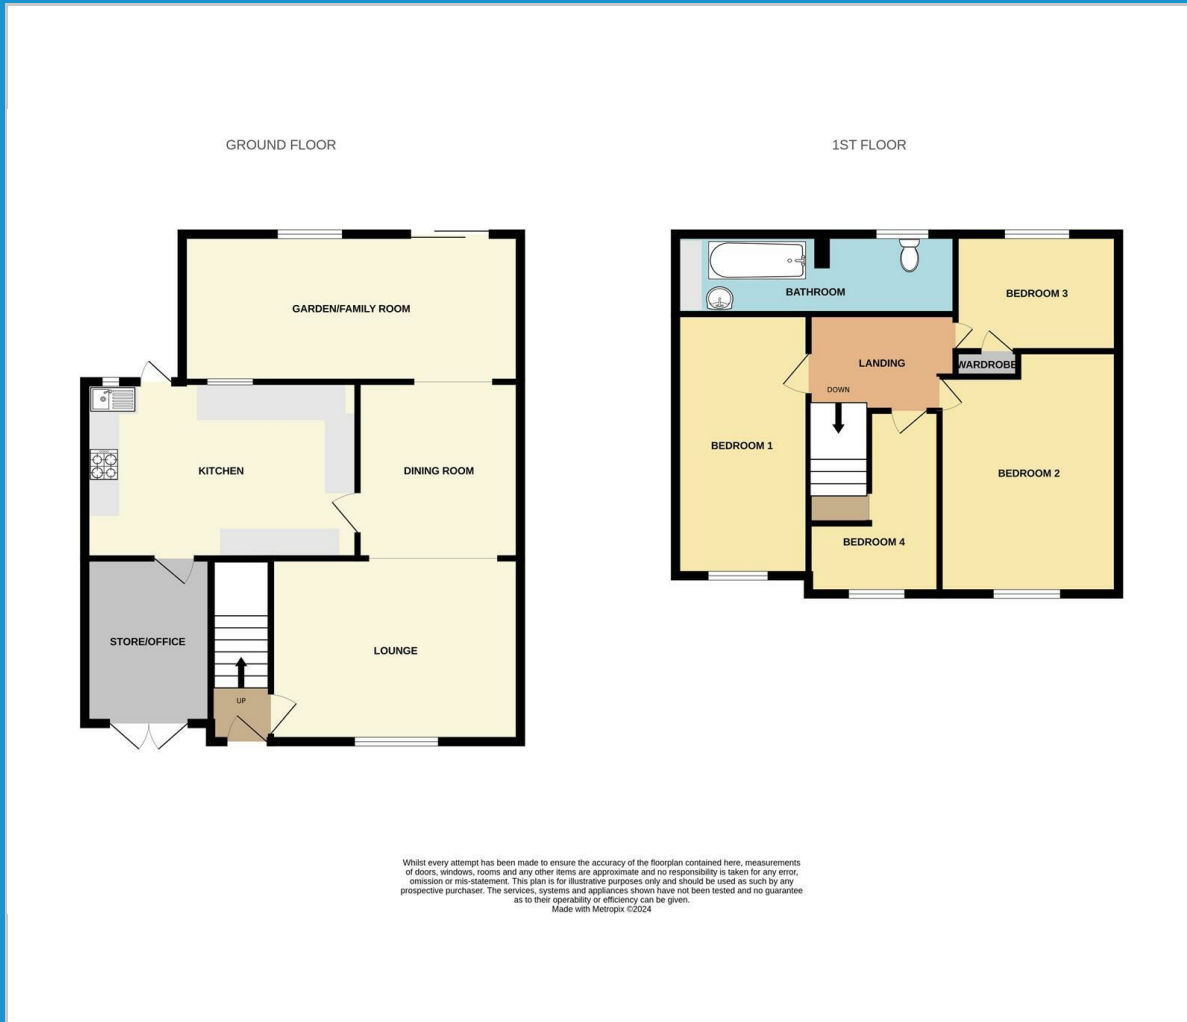 GROUND FLOOR
GARDEN/FAMILY ROOM
KITCHEN
DINING ROOM
STORE/OFFICE
LOUNGE
UP
1ST FLOOR
BATHROOM
BEDROOM 3
LANDING
WARDROBE
DOWN
BEDROOM 1
BEDROOM 2
BEDROOM 4
Whilst every attempt has been made to ensure the accuracy of the floorplan contained here, measurements
of doors, windows, rooms and any other items are approximate and no responsibility is taken for any error,
omission or mis-statement. This plan is for illustrative purposes only and should be used as such by any
prospective purchaser. The services, systems and appliances shown have not been tested and no guarantee
as to their operability or efficiency can be given.
Made with Metropix ©2024